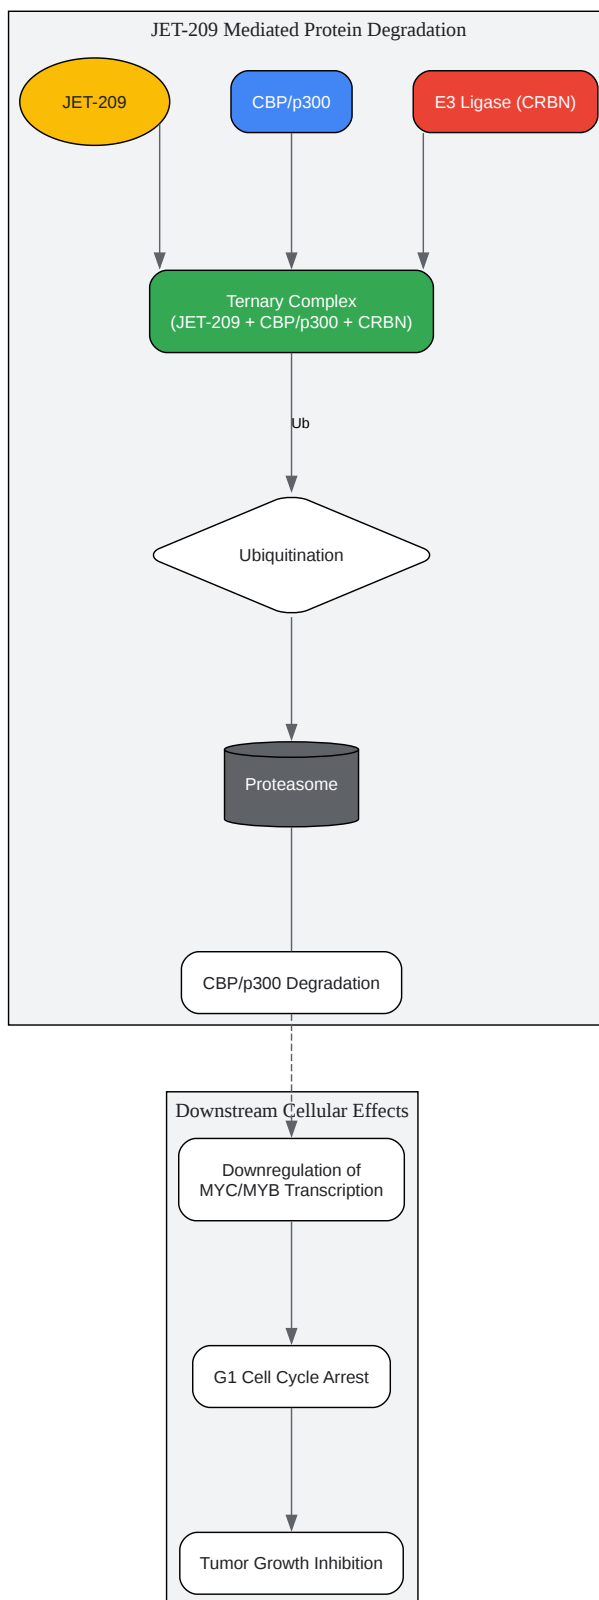 JET-209 Mediated Protein Degradation
JET-209
CBP/p300
E3 Ligase (CRBN)
Ternary Complex
(JET-209 + CBP/p300 + CRBN)
Ub
Ubiquitination
Proteasome
CBP/p300 Degradation
Downstream Cellular Effects
Downregulation of
MYC/MYB Transcription
G1 Cell Cycle Arrest
Tumor Growth Inhibition